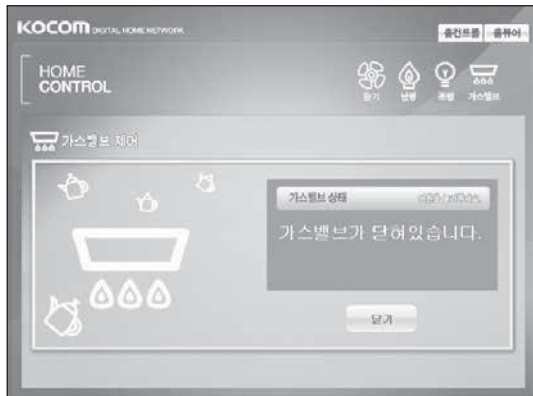 KOCOM DIGITAL HOME NETWORK
홈컨트롤 홈뷰어
HOME
CONTROL
환기 난방 조명 가스밸브
가스밸브 제어
가스밸브 상태
가스밸브가 닫혀있습니다.
닫기